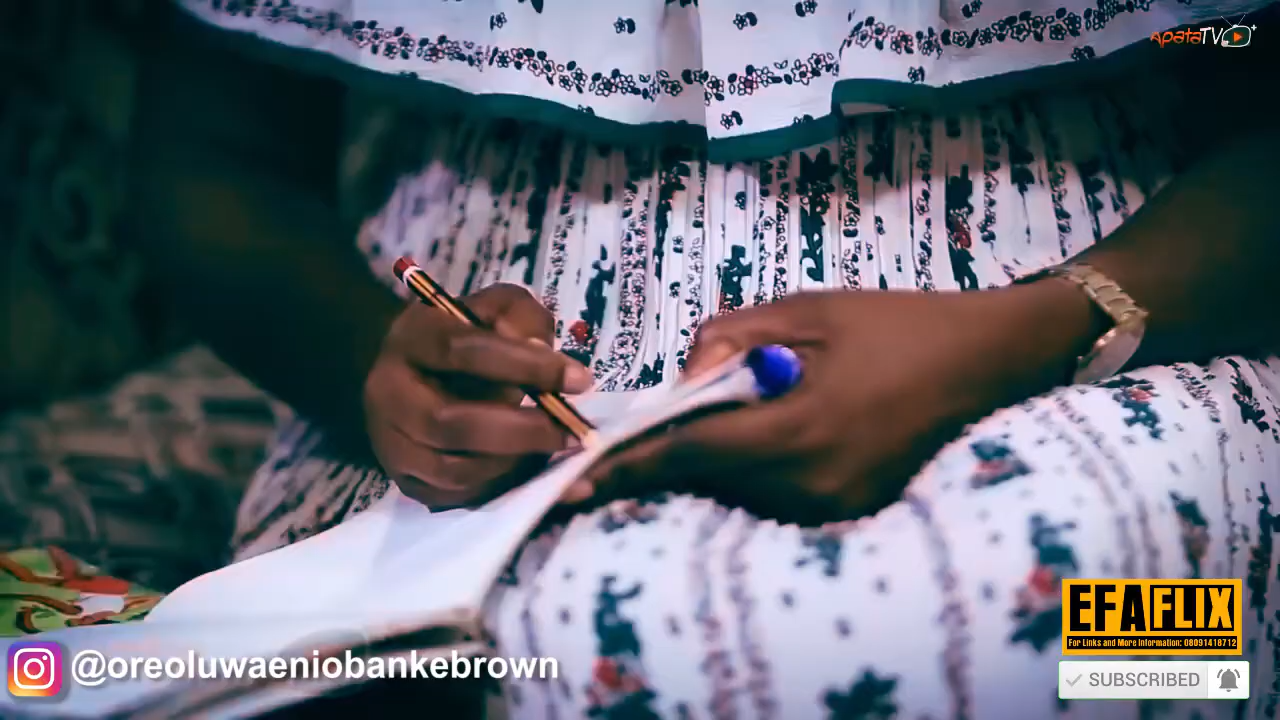 ApataTV+
EFAFLIX
For Links and More Information: 08091418712
@oreoluwaeniobankebrown
SUBSCRIBED